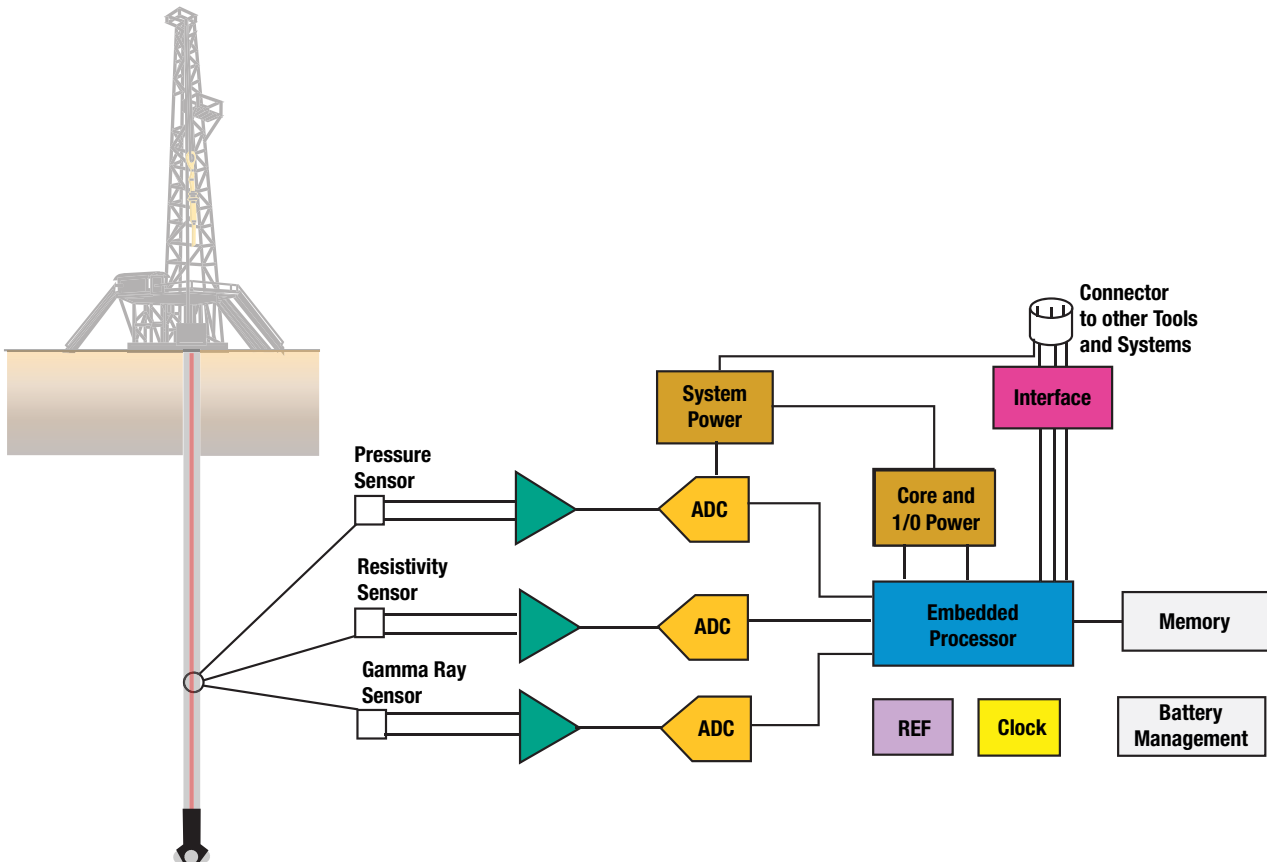 Connector
to other Tools
and Systems
System
Power
Interface
Pressure
Sensor
ADC
Core and
1/0 Power
Resistivity
Sensor
ADC
Embedded
Processor
Memory
Gamma Ray
Sensor
ADC
REF
Clock
Battery
Management